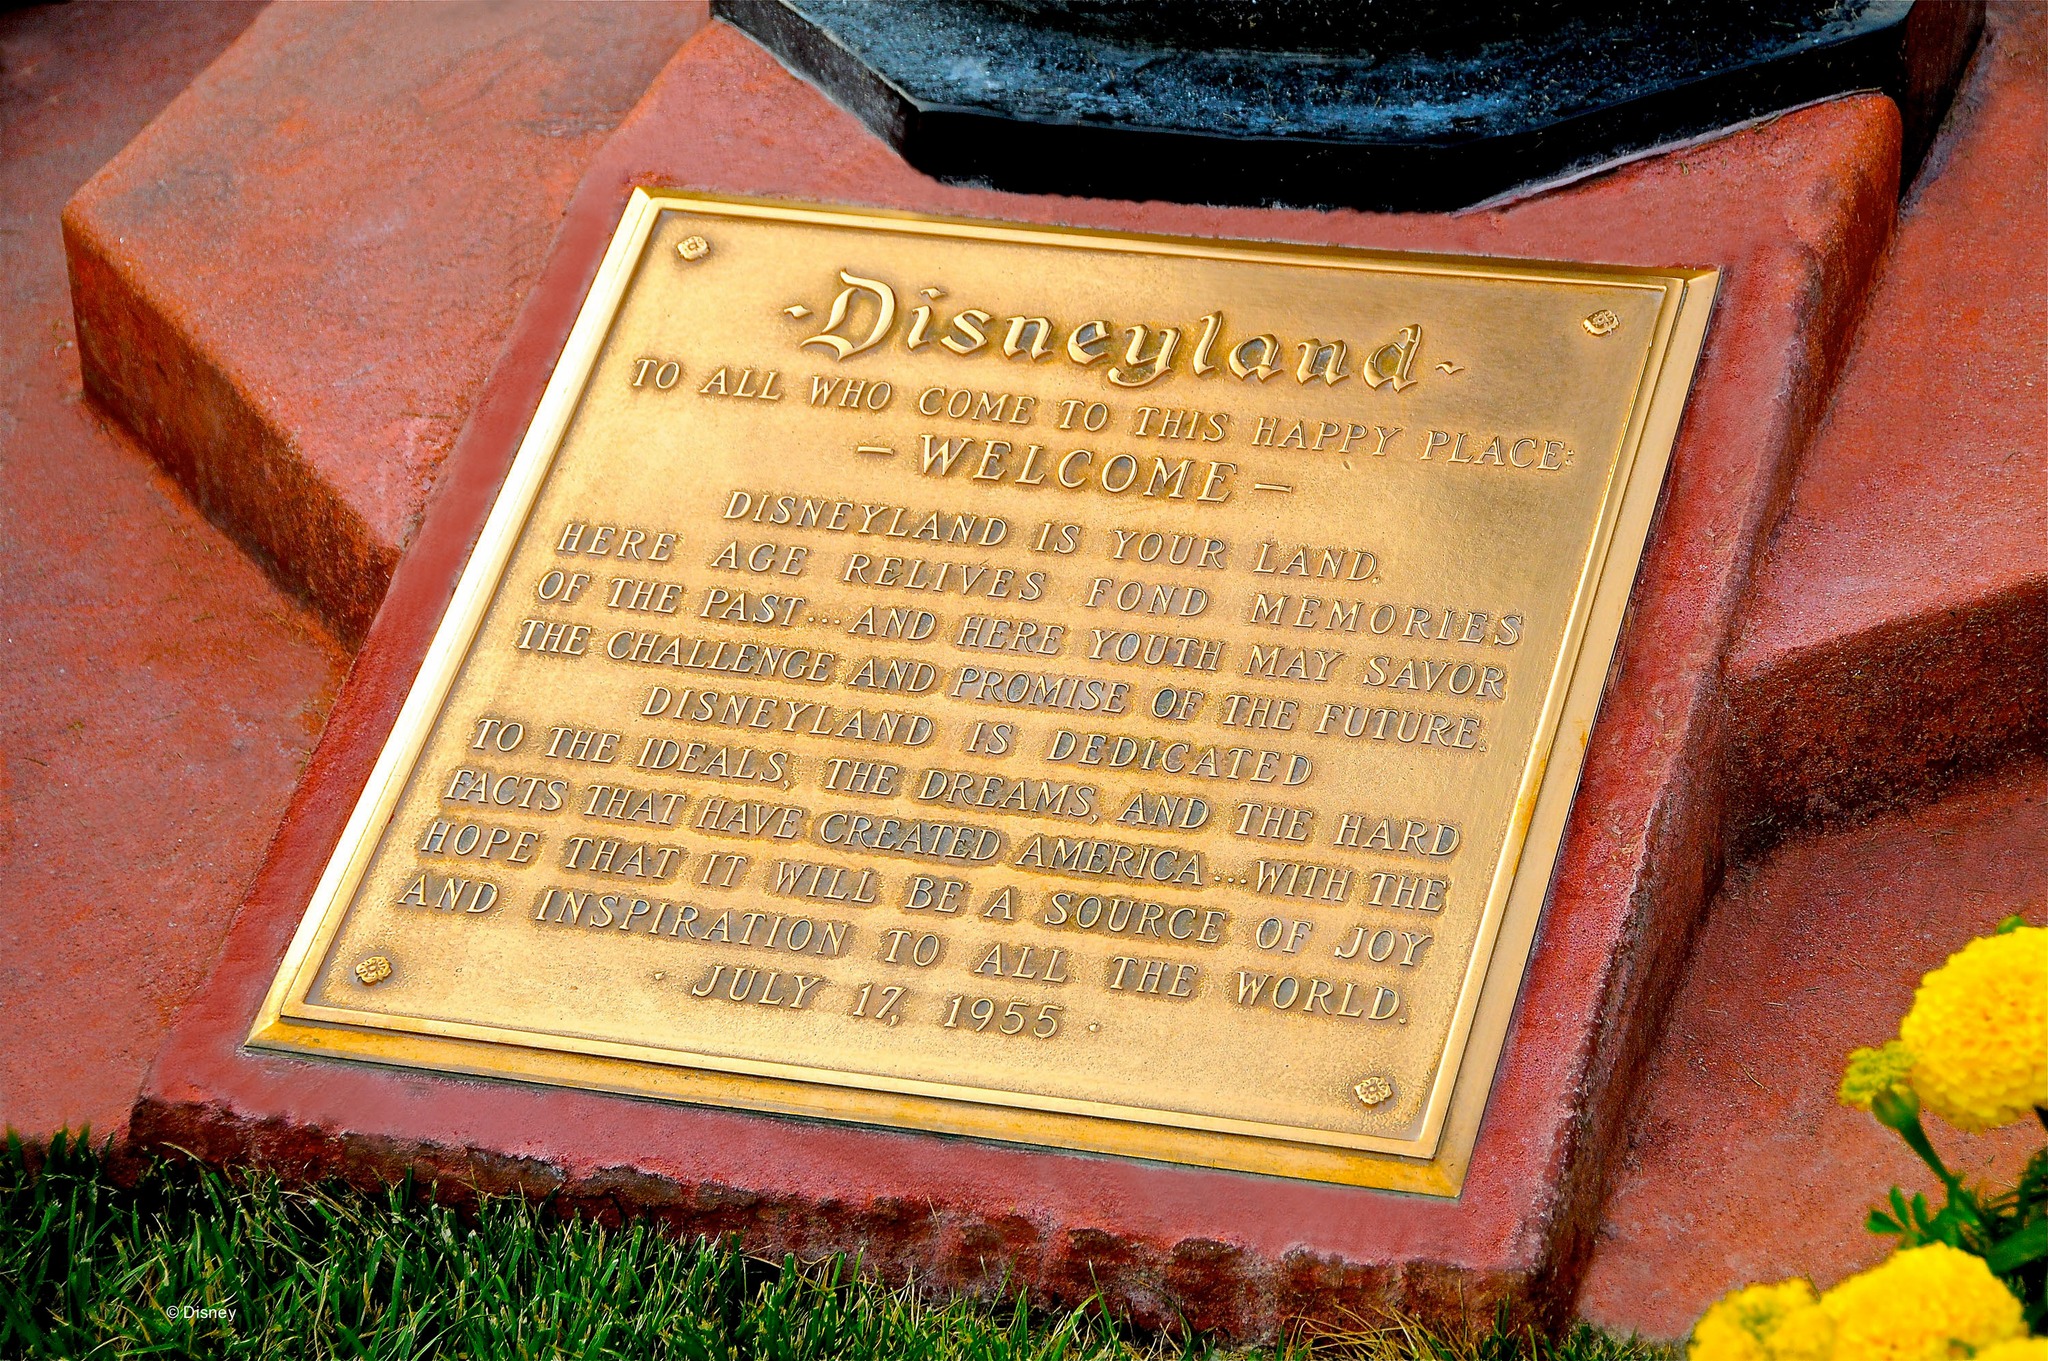 ~Disneyland~
TO ALL WHO COME TO THIS HAPPY PLACE:
– WELCOME –
DISNEYLAND IS YOUR LAND.
HERE AGE RELIVES FOND MEMORIES
OF THE PAST...AND HERE YOUTH MAY SAVOR
THE CHALLENGE AND PROMISE OF THE FUTURE.
DISNEYLAND IS DEDICATED
TO THE IDEALS, THE DREAMS, AND THE HARD
FACTS THAT HAVE CREATED AMERICA...WITH THE
HOPE THAT IT WILL BE A SOURCE OF JOY
AND INSPIRATION TO ALL THE WORLD.
· JULY 17, 1955 ·
© Disney